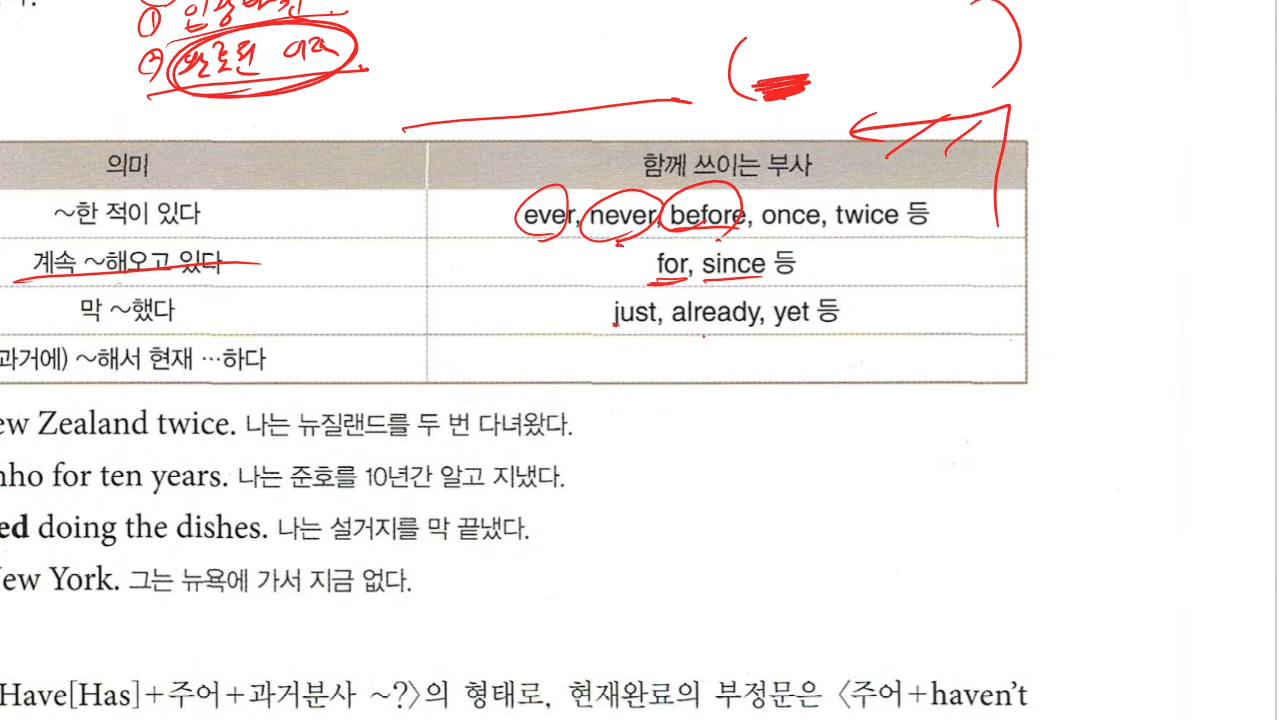 ①
②
의미 함께 쓰이는 부사
~한 적이 있다 ever, never, before, once, twice 등
계속 ~해오고 있다 for, since 등
막 ~했다 just, already, yet 등
과거에) ~해서 현재 …하다
ew Zealand twice. 나는 뉴질랜드를 두 번 다녀왔다.
nho for ten years. 나는 준호를 10년간 알고 지냈다.
ed doing the dishes. 나는 설거지를 막 끝냈다.
New York. 그는 뉴욕에 가서 지금 없다.
Have[Has]+주어+과거분사 ~?〉의 형태로, 현재완료의 부정문은 〈주어+haven't